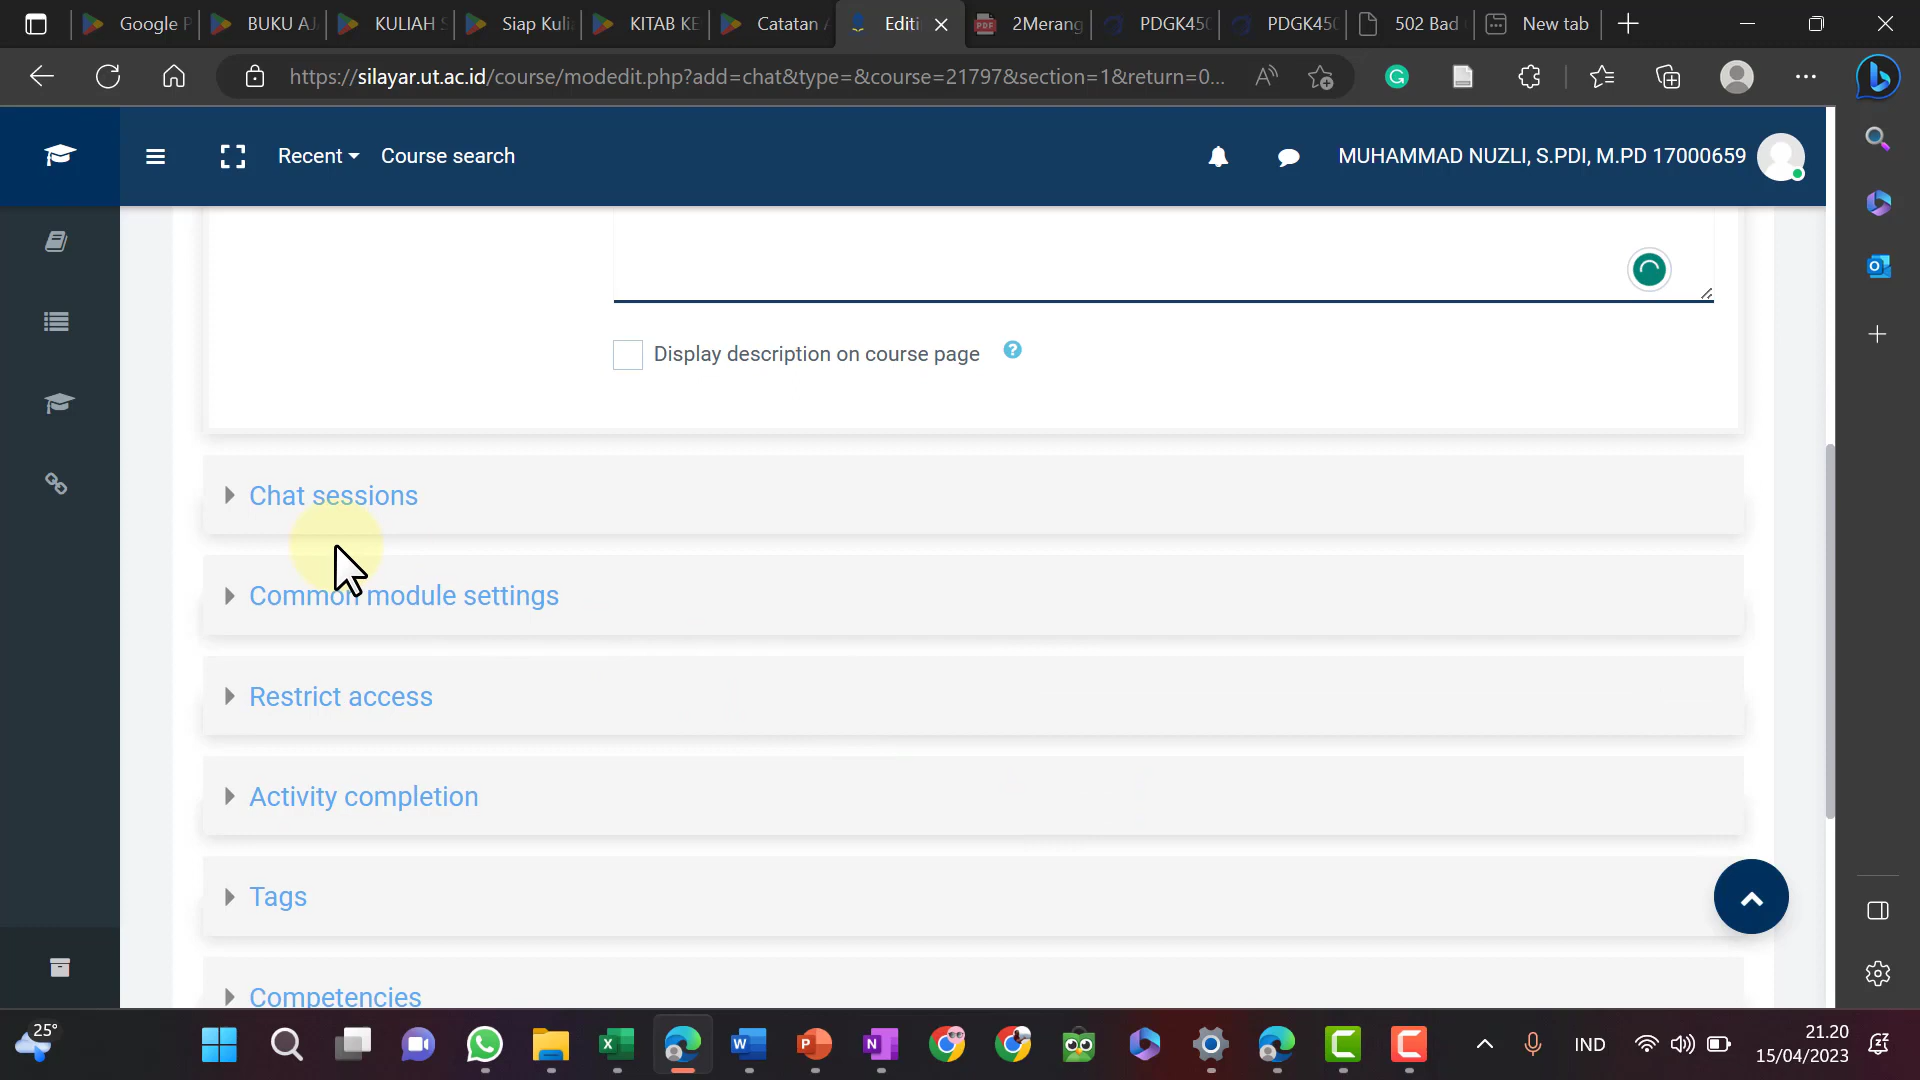 Google P
BUKU AJ
KULIAH S
Siap Kulia
KITAB KE
Catatan A
Editi
2Merang
PDGK450
PDGK450
502 Bad
New tab
https://silayar.ut.ac.id/course/modedit.php?add=chat&type=&course=21797&section=1&return=0...
Recent
Course search
MUHAMMAD NUZLI, S.PDI, M.PD 17000659
Display description on course page
Chat sessions
Common module settings
Restrict access
Activity completion
Tags
Competencies
25°
IND
21.20
15/04/2023